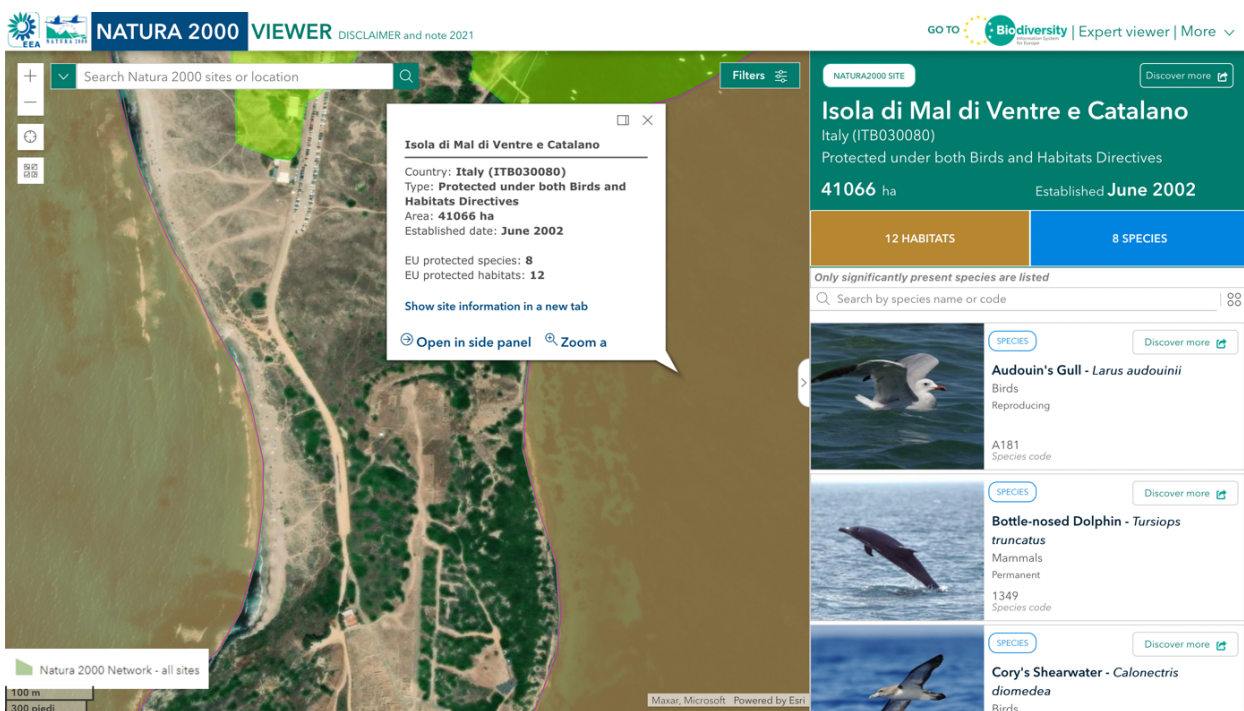 EEA
NATURA 2000
NATURA 2000 VIEWER DISCLAIMER and note 2021
GO TO Biodiversity | Expert viewer | More
Information System
for Europe
Search Natura 2000 sites or location
Filters
Isola di Mal di Ventre e Catalano
Country: Italy (ITB030080)
Type: Protected under both Birds and
Habitats Directives
Area: 41066 ha
Established date: June 2002
EU protected species: 8
EU protected habitats: 12
Show site information in a new tab
Open in side panel Zoom a
Natura 2000 Network - all sites
100 m
300 piedi
Maxar, Microsoft Powered by Esri
NATURA2000 SITE
Discover more
Isola di Mal di Ventre e Catalano
Italy (ITB030080)
Protected under both Birds and Habitats Directives
41066 ha Established June 2002
12 HABITATS 8 SPECIES
Only significantly present species are listed
Search by species name or code
SPECIES Discover more
Audouin's Gull - Larus audouinii
Birds
Reproducing
A181
Species code
SPECIES Discover more
Bottle-nosed Dolphin - Tursiops
truncatus
Mammals
Permanent
1349
Species code
SPECIES Discover more
Cory's Shearwater - Calonectris
diomedea
Birds